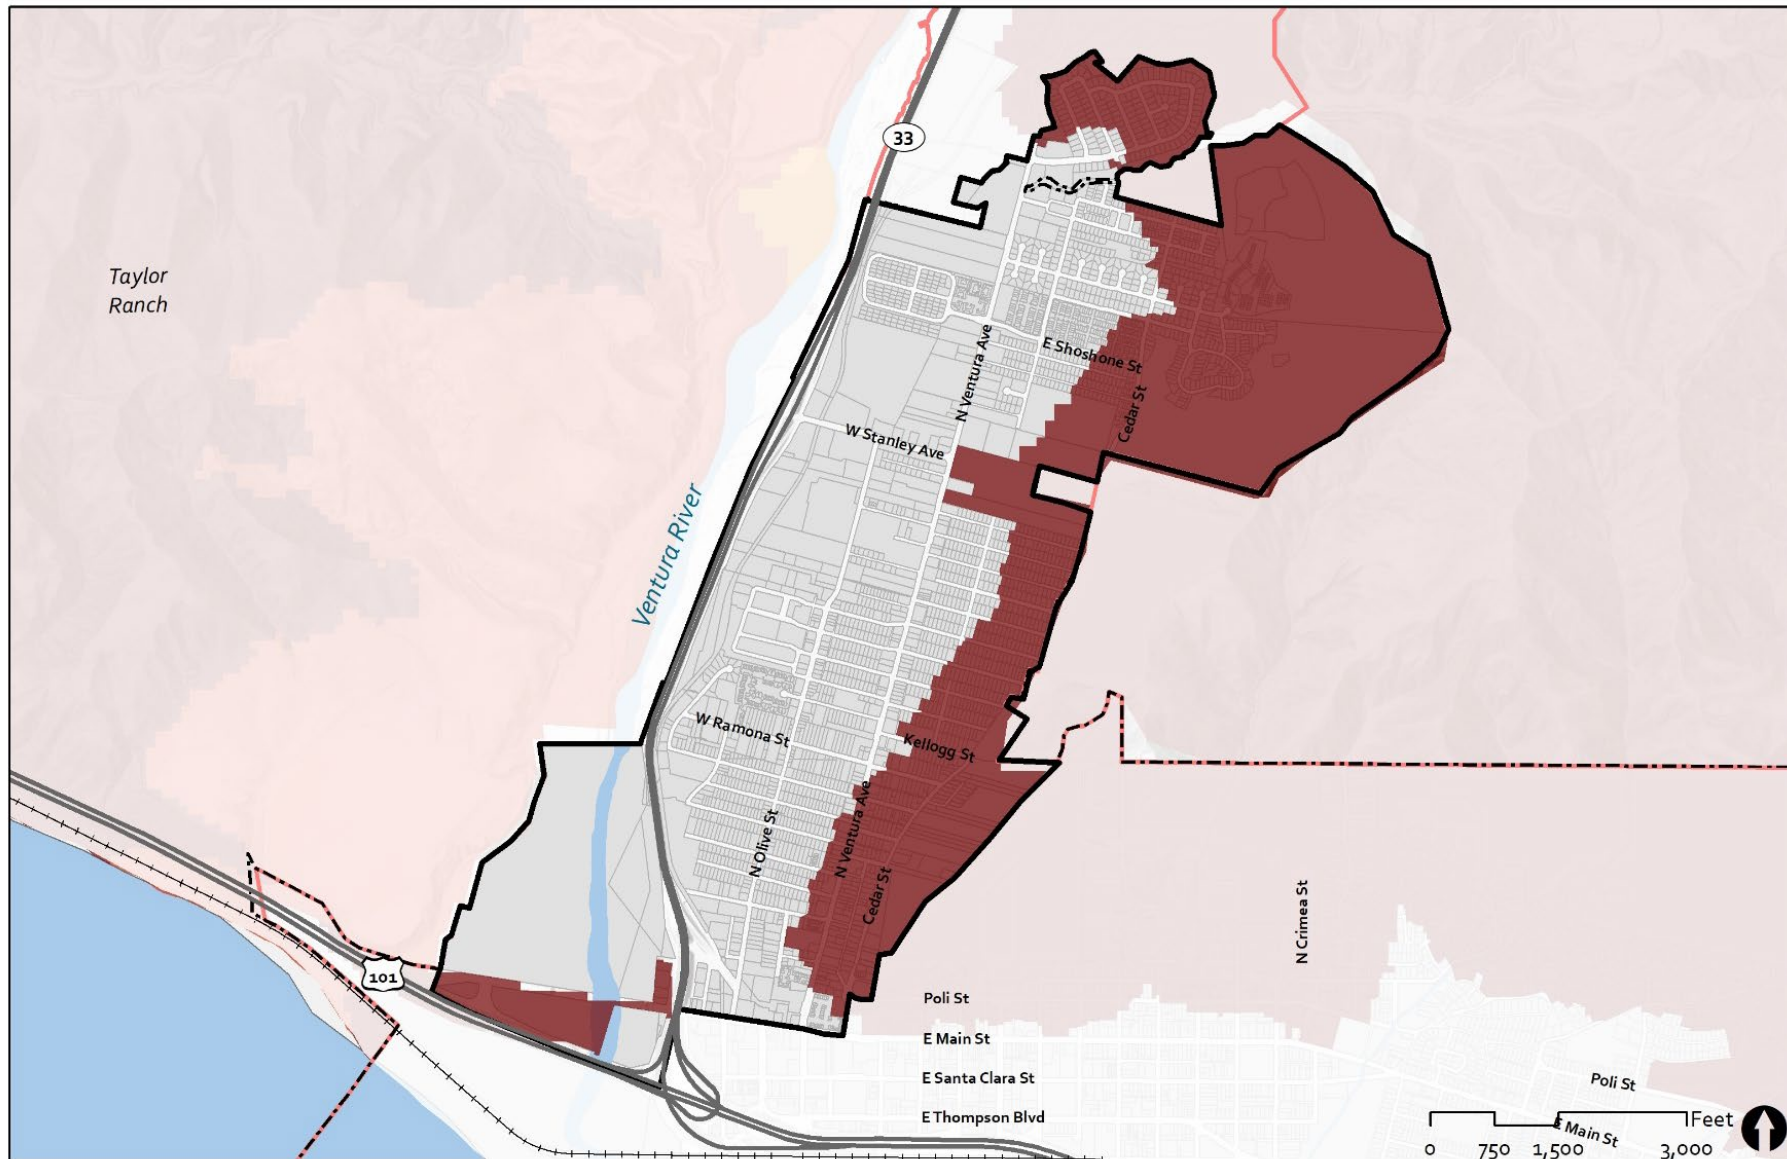 33
Taylor
Ranch
E Shoshone St
N Ventura Ave
Cedar St
W Stanley Ave
Ventura River
W Ramona St
Kellogg St
N Olive St
N Ventura Ave
Cedar St
N Crimea St
101
Poli St
E Main St
E Santa Clara St
Poli St
E Thompson Blvd
Feet
E Main St
0 750 1,500 3,000